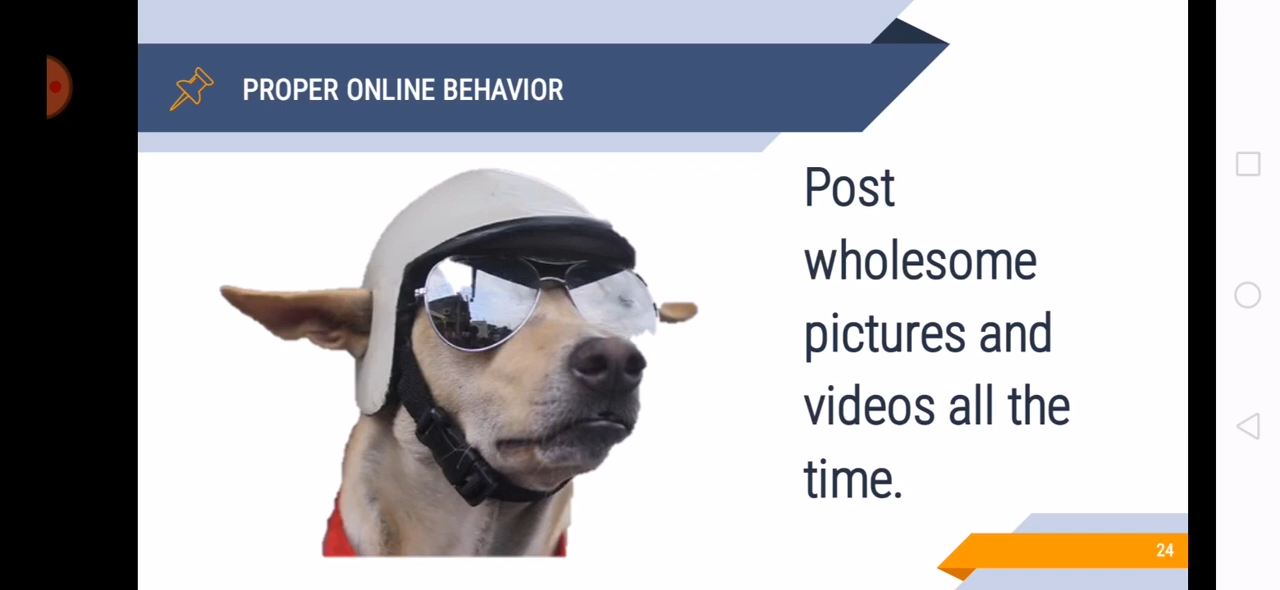 PROPER ONLINE BEHAVIOR
Post
wholesome
pictures and
videos all the
time.
24